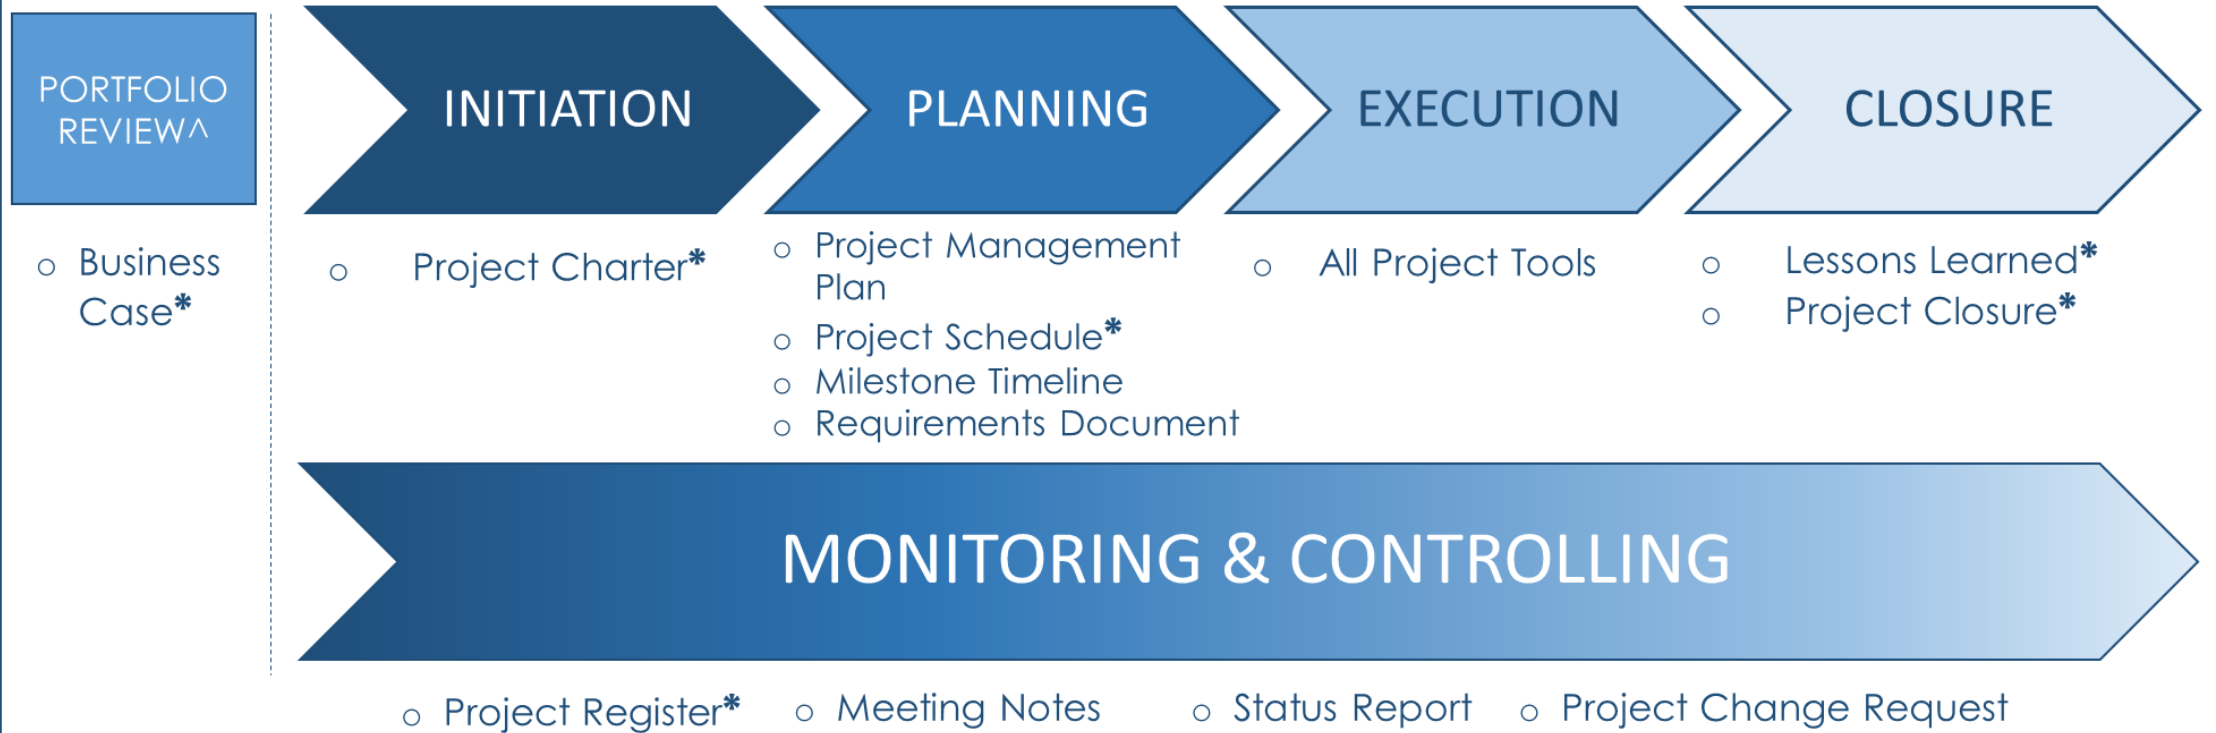 PORTFOLIO
REVIEW^
INITIATION
PLANNING
EXECUTION
CLOSURE
○ Business
Case*
○ Project Charter*
○ Project Management
Plan
○ Project Schedule*
○ Milestone Timeline
○ Requirements Document
○ All Project Tools
○ Lessons Learned*
○ Project Closure*
MONITORING & CONTROLLING
○ Project Register*
○ Meeting Notes
○ Status Report
○ Project Change Request